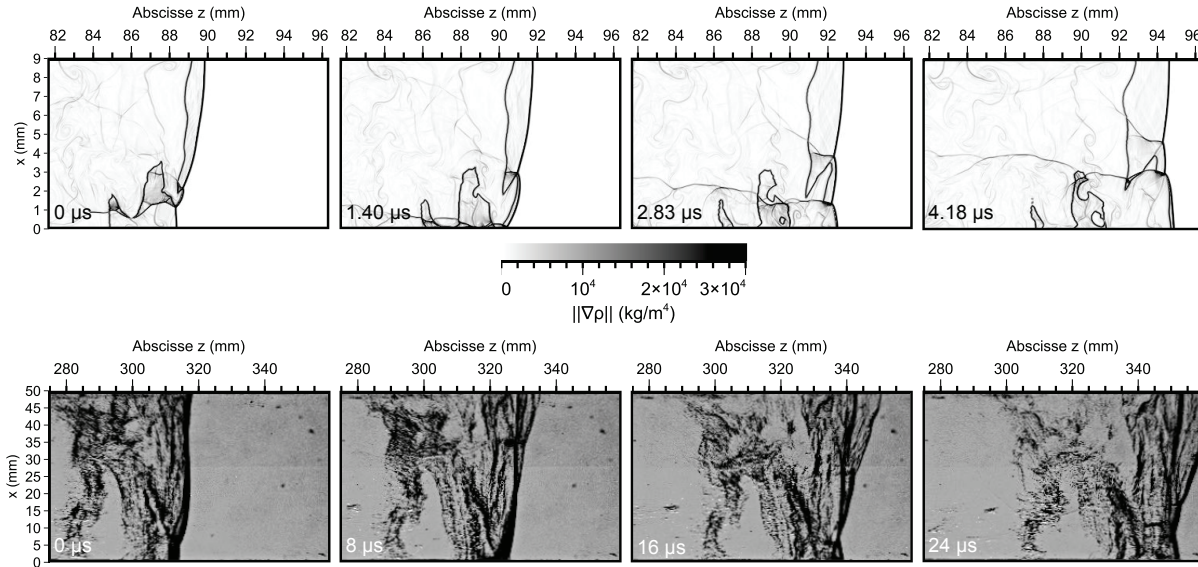 Abscisse z (mm) Abscisse z (mm) Abscisse z (mm) Abscisse z (mm)
82 84 86 88 90 92 94 96 82 84 86 88 90 92 94 96 82 84 86 88 90 92 94 96 82 84 86 88 90 92 94 96
9
8
7
6
5
4
3
2
1
0
x (mm)
0 µs 1.40 µs 2.83 µs 4.18 µs
0 10⁴ 2×10⁴ 3×10⁴
||∇ρ|| (kg/m⁴)
Abscisse z (mm) Abscisse z (mm) Abscisse z (mm) Abscisse z (mm)
280 300 320 340 280 300 320 340 280 300 320 340 280 300 320 340
50
45
40
35
30
25
20
15
10
5
0
x (mm)
0 µs 8 µs 16 µs 24 µs